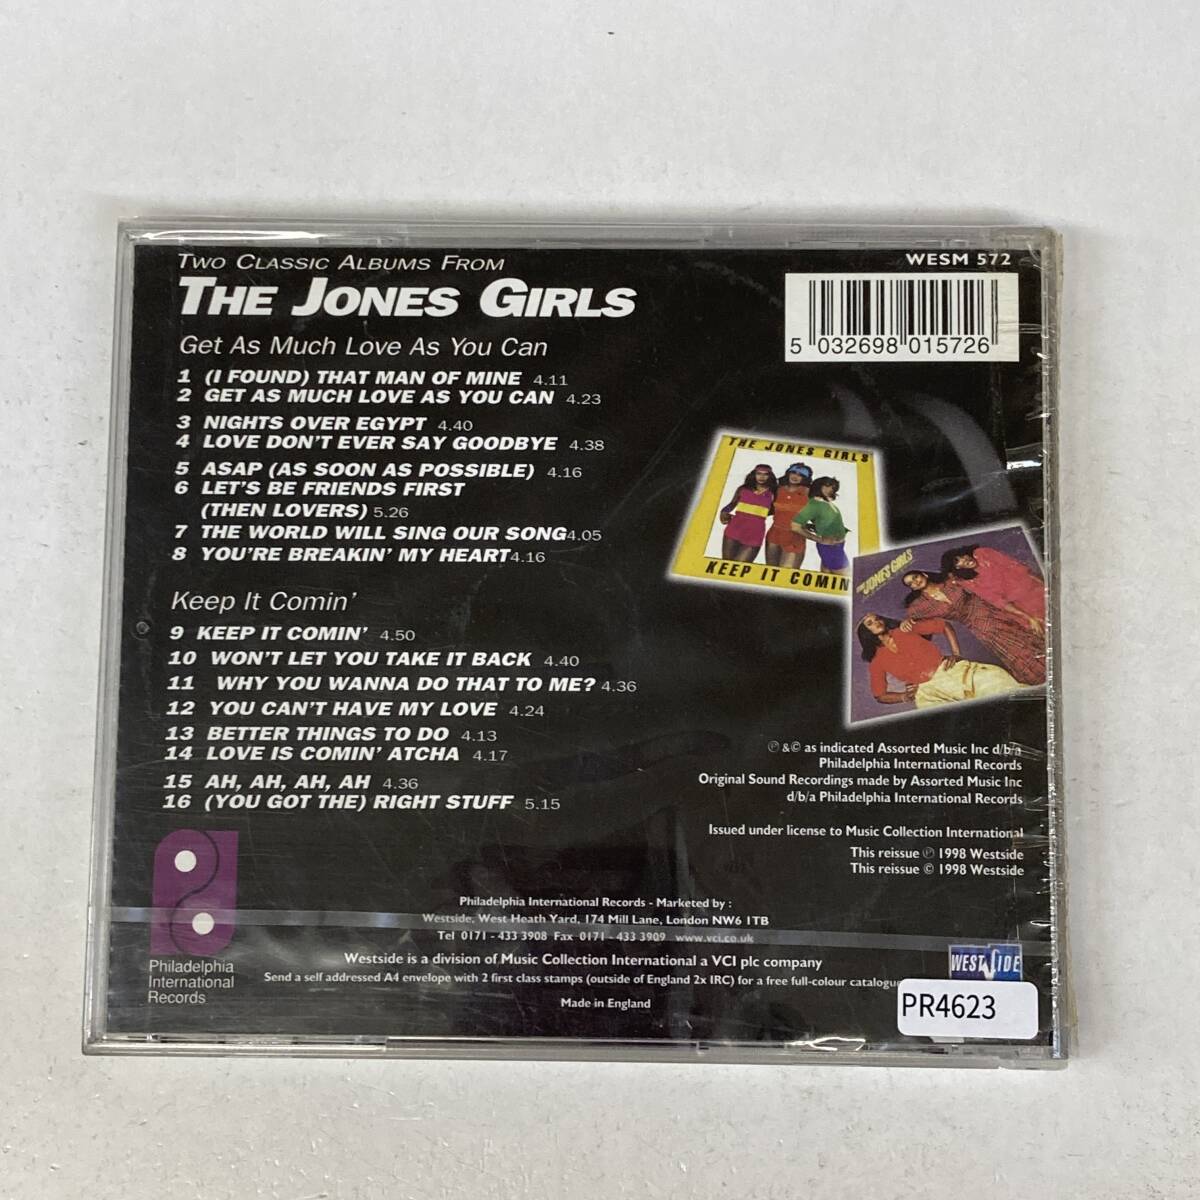 TWO CLASSIC ALBUMS FROM
THE JONES GIRLS
WESM 572
5 032698 015726
Get As Much Love As You Can
1 (I FOUND) THAT MAN OF MINE 4.11
2 GET AS MUCH LOVE AS YOU CAN 4.23
3 NIGHTS OVER EGYPT 4.40
4 LOVE DON'T EVER SAY GOODBYE 4.38
5 ASAP (AS SOON AS POSSIBLE) 4.16
6 LET'S BE FRIENDS FIRST
(THEN LOVERS) 5.26
7 THE WORLD WILL SING OUR SONG 4.05
8 YOU'RE BREAKIN' MY HEART 4.16
Keep It Comin'
9 KEEP IT COMIN' 4.50
10 WON'T LET YOU TAKE IT BACK 4.40
11 WHY YOU WANNA DO THAT TO ME? 4.36
12 YOU CAN'T HAVE MY LOVE 4.24
13 BETTER THINGS TO DO 4.13
14 LOVE IS COMIN' ATCHA 4.17
15 AH, AH, AH, AH 4.36
16 (YOU GOT THE) RIGHT STUFF 5.15
THE JONES GIRLS
KEEP IT COMIN
THE JONES GIRLS
℗ &© as indicated Assorted Music Inc d/b/a
Philadelphia International Records
Original Sound Recordings made by Assorted Music Inc
d/b/a Philadelphia International Records
Issued under license to Music Collection International
This reissue ℗ 1998 Westside
This reissue © 1998 Westside
Philadelphia
International
Records
Philadelphia International Records - Marketed by :
Westside, West Heath Yard, 174 Mill Lane, London NW6 1TB
Tel 0171 - 433 3908 Fax 0171 - 433 3909 www.vci.co.uk
Westside is a division of Music Collection International a VCI plc company
Send a self addressed A4 envelope with 2 first class stamps (outside of England 2x IRC) for a free full-colour catalogue
Made in England
WESTSIDE
PR4623